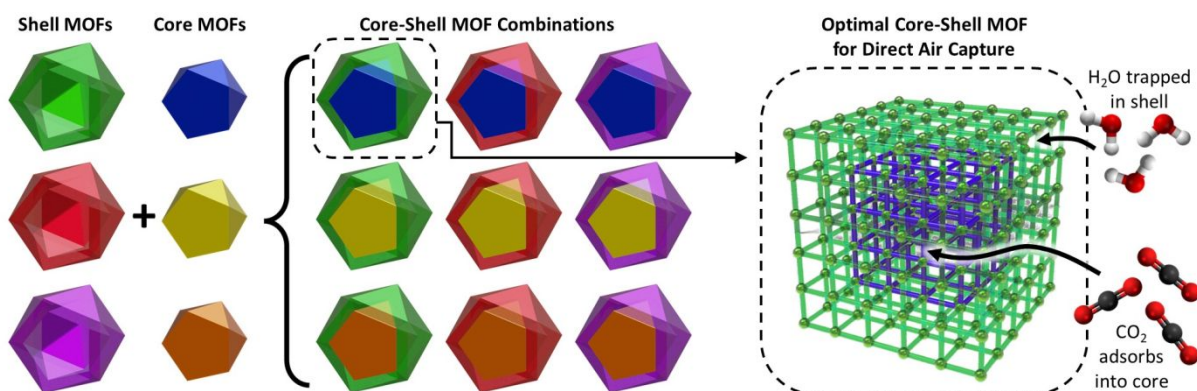 Shell MOFs
Core MOFs
Core-Shell MOF Combinations
Optimal Core-Shell MOF
for Direct Air Capture
+
H₂O trapped
in shell
CO₂
adsorbs
into core